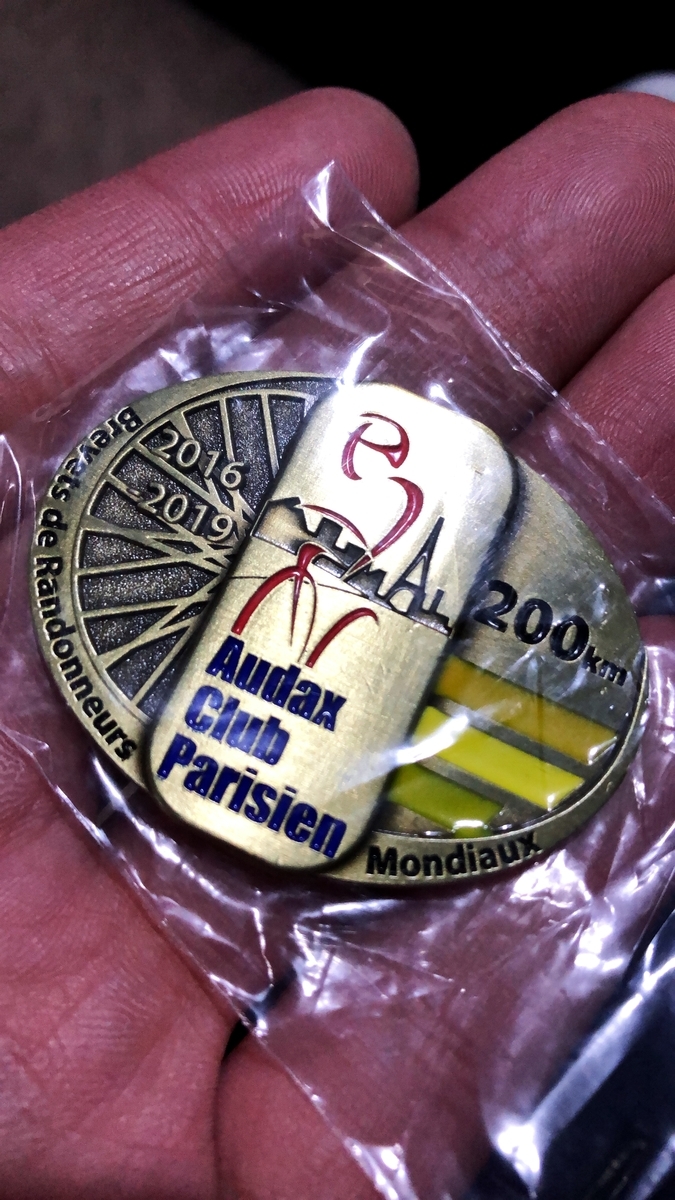 Brevets de Randonneurs
2016
-2019
Audax
Club
Parisien
200km
Mondiaux